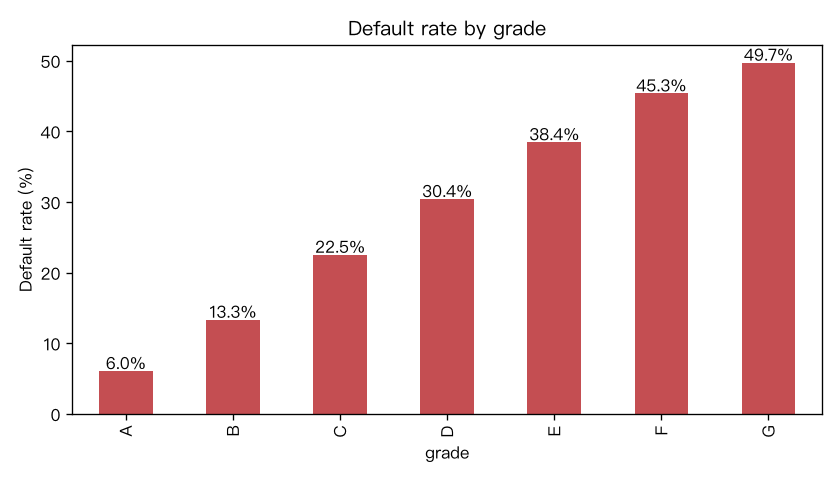 Default rate by grade
Default rate (%)
50
40
30
20
10
0
6.0%
13.3%
22.5%
30.4%
38.4%
45.3%
49.7%
A
B
C
D
E
F
G
grade